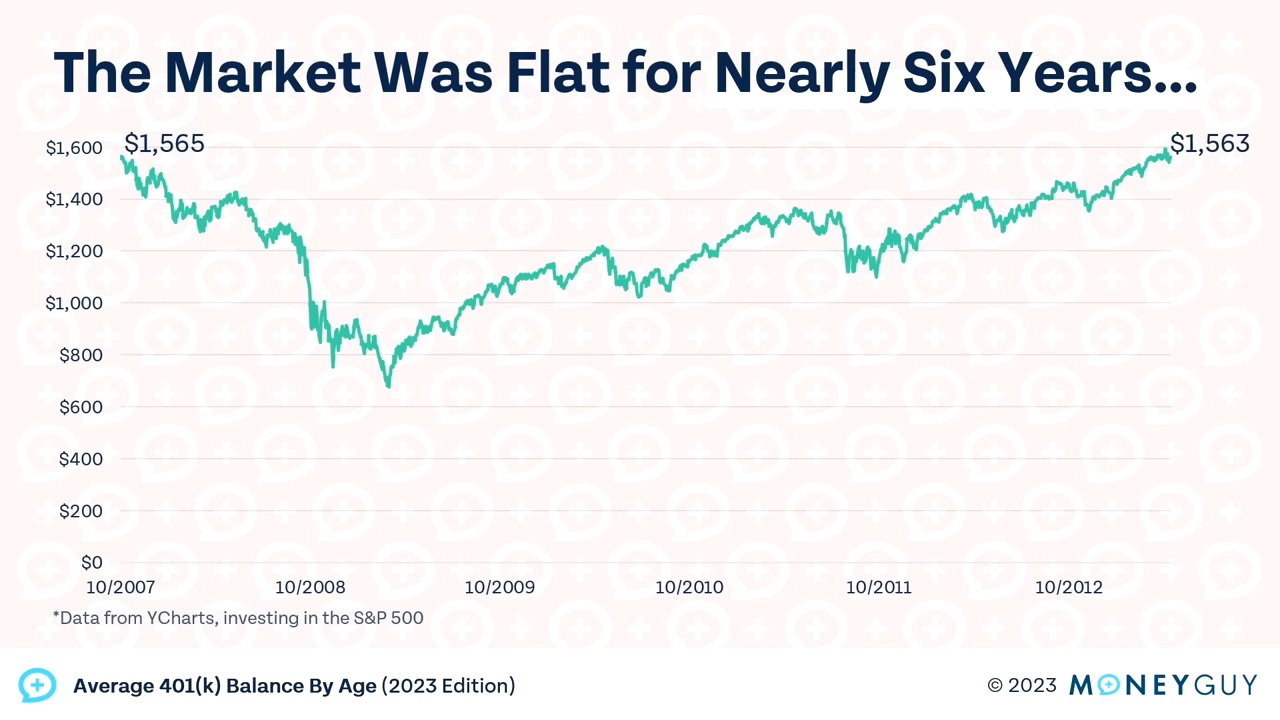 The Market Was Flat for Nearly Six Years...
$1,565
$1,563
$1,600
$1,400
$1,200
$1,000
$800
$600
$400
$200
$0
10/2007 10/2008 10/2009 10/2010 10/2011 10/2012
*Data from YCharts, investing in the S&P 500
Average 401(k) Balance By Age (2023 Edition)
© 2023 MONEYGUY